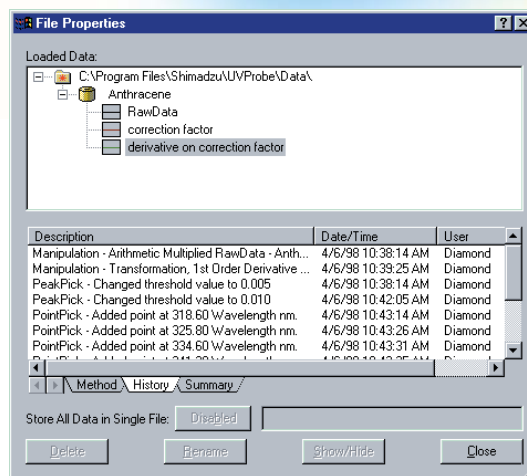 File Properties
Loaded Data:
C:\Program Files\Shimadzu\UVProbe\Data\
Anthracene
RawData
correction factor
derivative on correction factor
Description Date/Time User
Manipulation - Arithmetic Multiplied RawData - Anth... 4/6/98 10:38:14 AM Diamond
Manipulation - Transformation, 1st Order Derivative ... 4/6/98 10:39:25 AM Diamond
PeakPick - Changed threshold value to 0.005 4/6/98 10:38:14 AM Diamond
PeakPick - Changed threshold value to 0.010 4/6/98 10:42:05 AM Diamond
PointPick - Added point at 318.60 Wavelength nm. 4/6/98 10:43:14 AM Diamond
PointPick - Added point at 325.80 Wavelength nm. 4/6/98 10:43:26 AM Diamond
PointPick - Added point at 334.60 Wavelength nm. 4/6/98 10:43:31 AM Diamond
Method History Summary
Store All Data in Single File: Disabled
Delete Rename Show/Hide Close